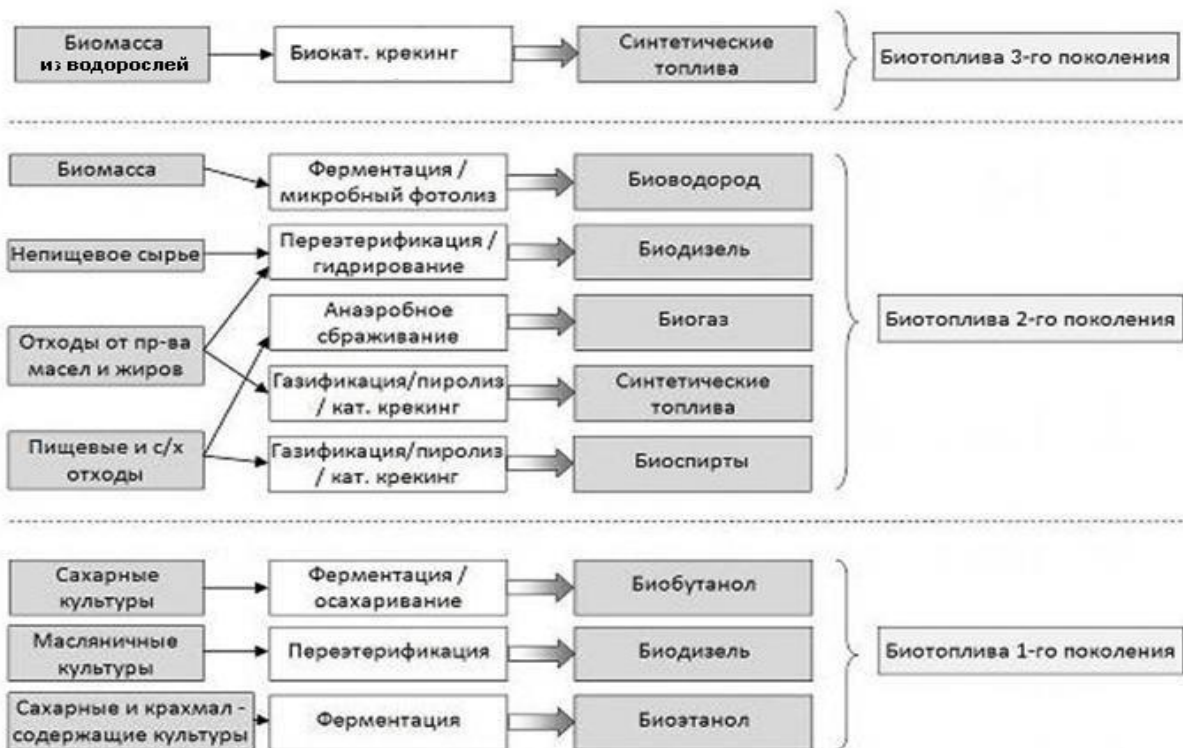 Биомасса
из водорослей
Биокат. крекинг
Синтетические
топлива
Биотоплива 3-го поколения
Биомасса
Ферментация /
микробный фотолиз
Биоводород
Непищевое сырье
Переэтерификация /
гидрирование
Биодизель
Анаэробное
сбраживание
Биогаз
Биотоплива 2-го поколения
Отходы от пр-ва
масел и жиров
Газификация/пиролиз
/ кат. крекинг
Синтетические
топлива
Пищевые и с/х
отходы
Газификация/пиролиз
/ кат. крекинг
Биоспирты
Сахарные
культуры
Ферментация /
осахаривание
Биобутанол
Масляничные
культуры
Переэтерификация
Биодизель
Биотоплива 1-го поколения
Сахарные и крахмал -
содержащие культуры
Ферментация
Биоэтанол